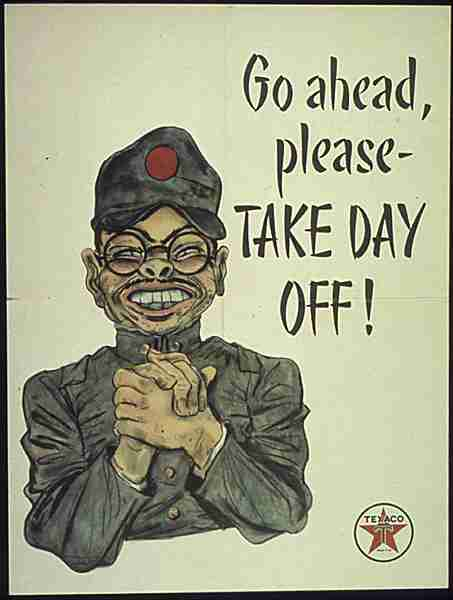 Go ahead,
please-
TAKE DAY
OFF!
TEXACO